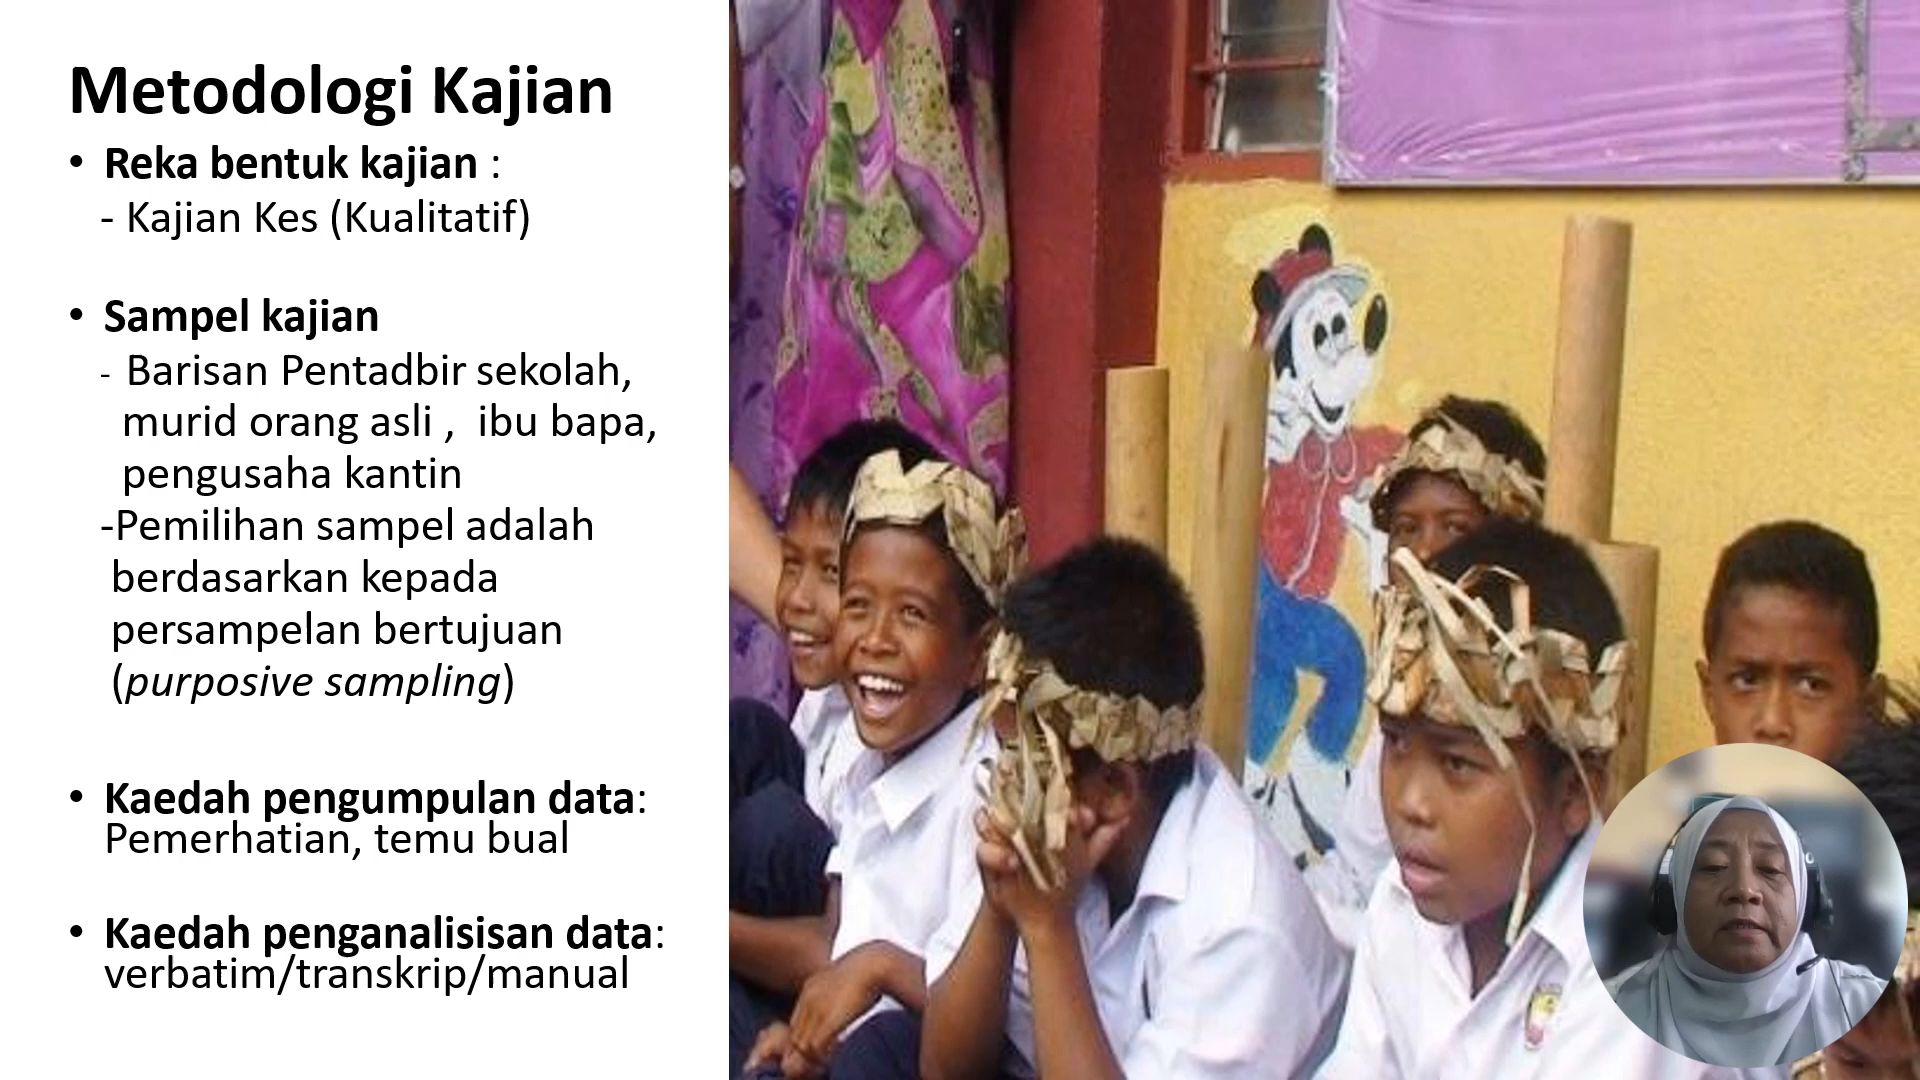 Metodologi Kajian
• Reka bentuk kajian :
- Kajian Kes (Kualitatif)
• Sampel kajian
- Barisan Pentadbir sekolah,
murid orang asli , ibu bapa,
pengusaha kantin
-Pemilihan sampel adalah
berdasarkan kepada
persampelan bertujuan
(purposive sampling)
• Kaedah pengumpulan data:
Pemerhatian, temu bual
• Kaedah penganalisisan data:
verbatim/transkrip/manual